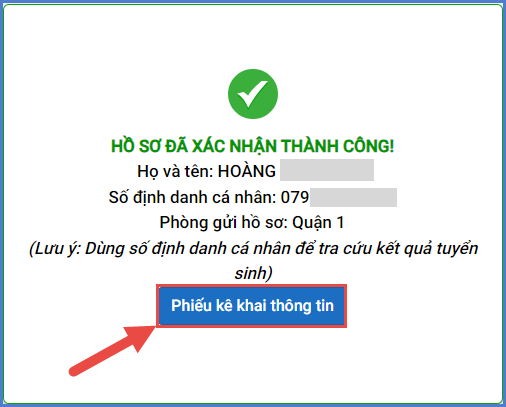 HỒ SƠ ĐÃ XÁC NHẬN THÀNH CÔNG!
Họ và tên: HOÀNG
Số định danh cá nhân: 079
Phòng gửi hồ sơ: Quận 1
(Lưu ý: Dùng số định danh cá nhân để tra cứu kết quả tuyển
sinh)
Phiếu kê khai thông tin